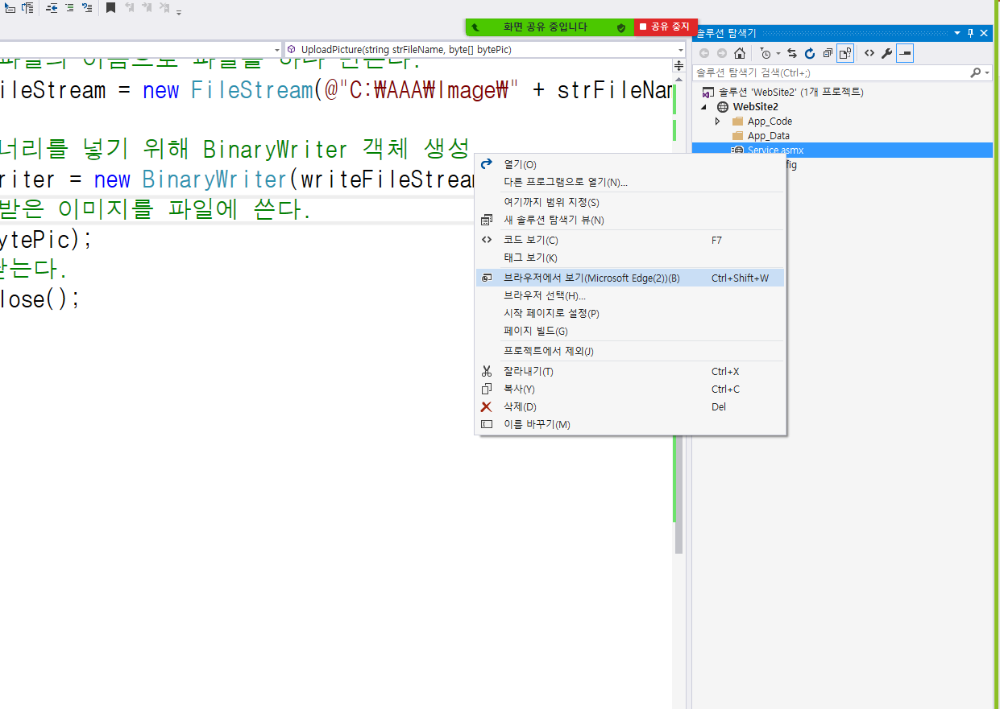 화면 공유 중입니다
공유 중지
UploadPicture(string strFileName, byte[] bytePic)
파일의 이름으로 파일을 하나 만든다.
ileStream = new FileStream(@"C:\AAA\Image\" + strFileNam
너리를 넣기 위해 BinaryWriter 객체 생성
riter = new BinaryWriter(writeFileStream
받은 이미지를 파일에 쓴다.
ytePic);
닫는다.
lose();
솔루션 탐색기
솔루션 탐색기 검색(Ctrl+;)
솔루션 'WebSite2' (1개 프로젝트)
WebSite2
App_Code
App_Data
Service.asmx
fig
열기(O)
다른 프로그램으로 열기(N)...
여기까지 범위 지정(S)
새 솔루션 탐색기 뷰(N)
코드 보기(C) F7
태그 보기(K)
브라우저에서 보기(Microsoft Edge(2))(B) Ctrl+Shift+W
브라우저 선택(H)...
시작 페이지로 설정(P)
페이지 빌드(G)
프로젝트에서 제외(J)
잘라내기(T) Ctrl+X
복사(Y) Ctrl+C
삭제(D) Del
이름 바꾸기(M)